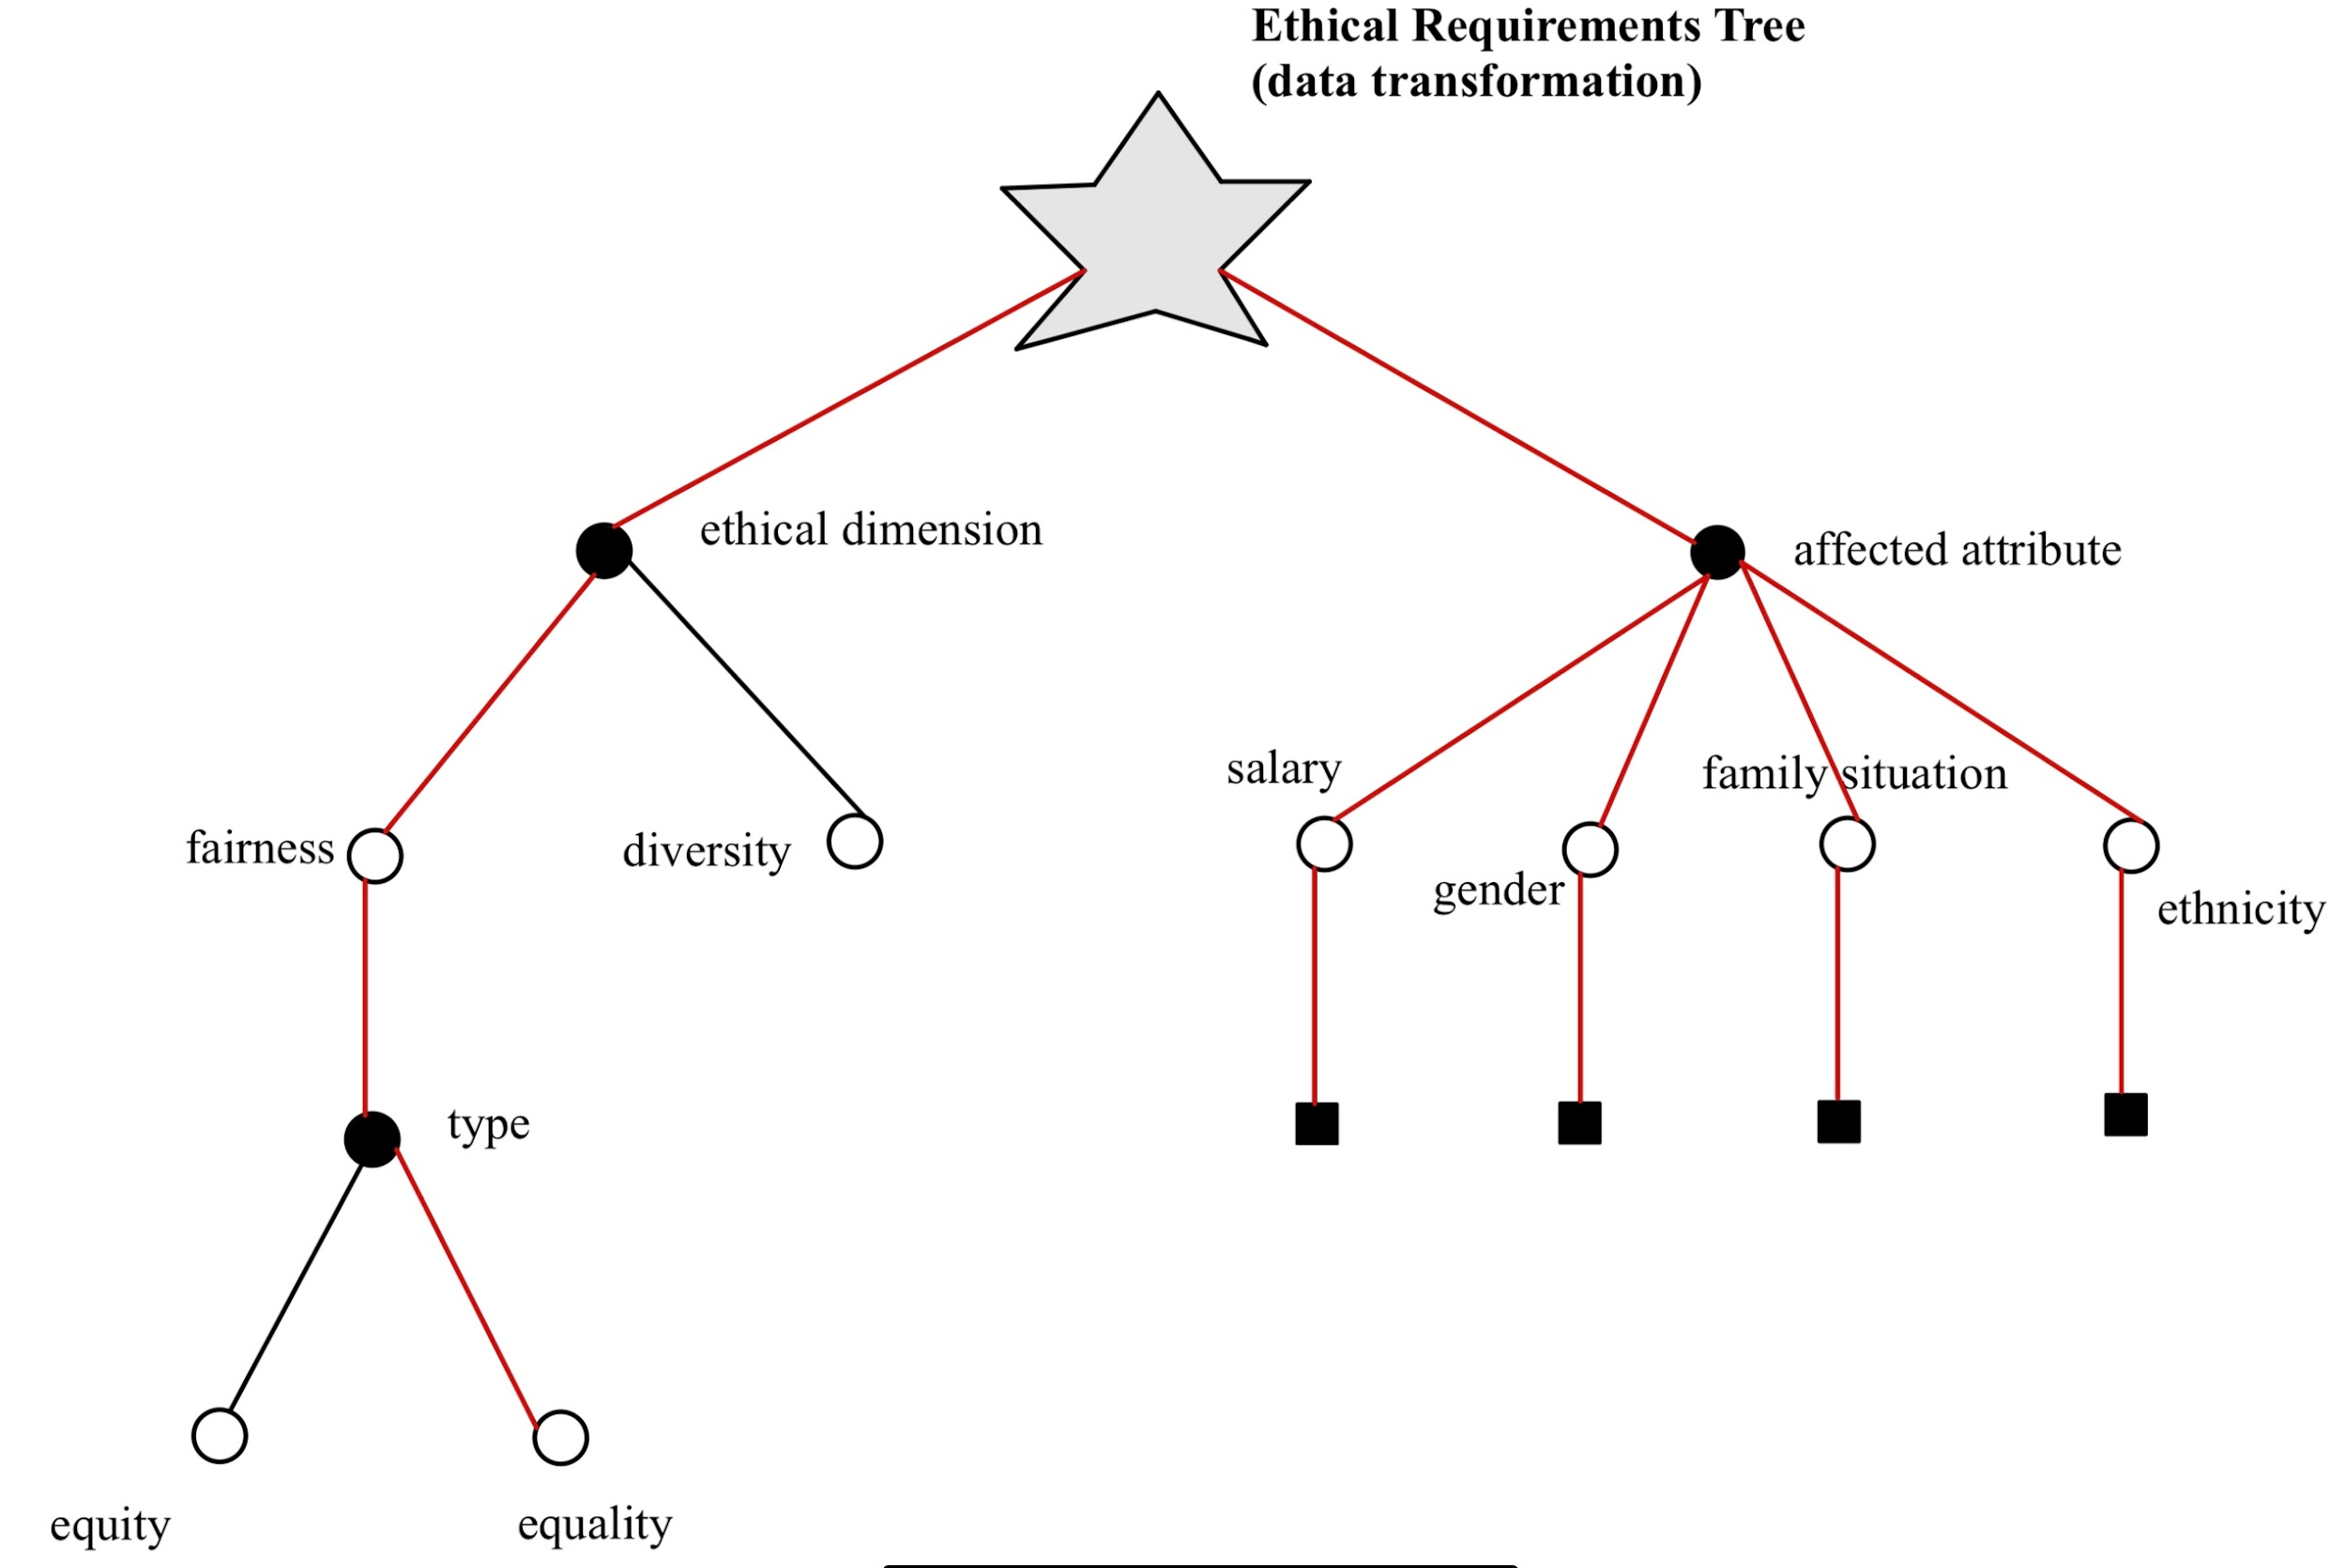 Ethical Requirements Tree
(data transformation)
ethical dimension
affected attribute
salary
family situation
fairness
diversity
gender
ethnicity
type
equity
equality